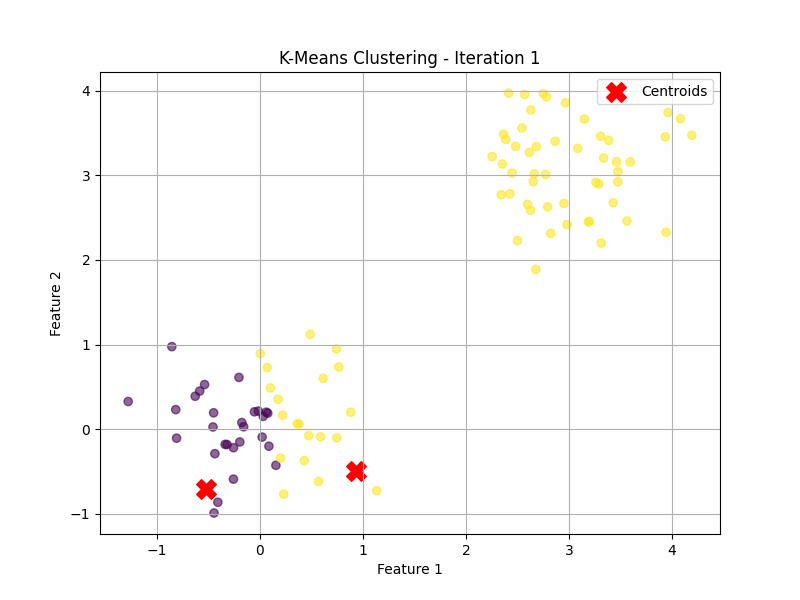 K-Means Clustering - Iteration 1
Centroids
4
3
2
1
0
−1
Feature 2
−1 0 1 2 3 4
Feature 1